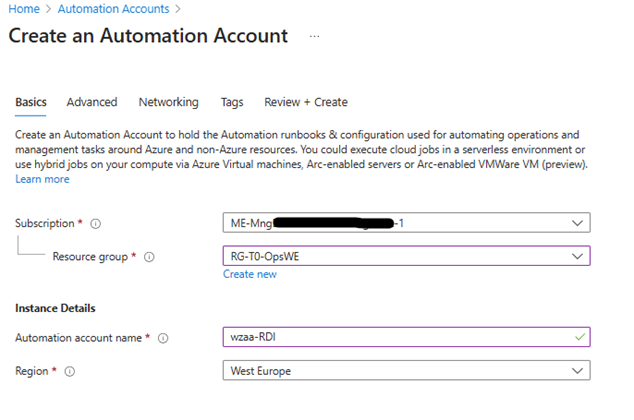 Home > Automation Accounts >
Create an Automation Account ...
Basics Advanced Networking Tags Review + Create
Create an Automation Account to hold the Automation runbooks & configuration used for automating operations and
management tasks around Azure and non-Azure resources. You could execute cloud jobs in a serverless environment or
use hybrid jobs on your compute via Azure Virtual machines, Arc-enabled servers or Arc-enabled VMWare VM (preview).
Learn more
Subscription * ME-Mng -1
Resource group * RG-T0-OpsWE
Create new
Instance Details
Automation account name * wzaa-RDI
Region * West Europe